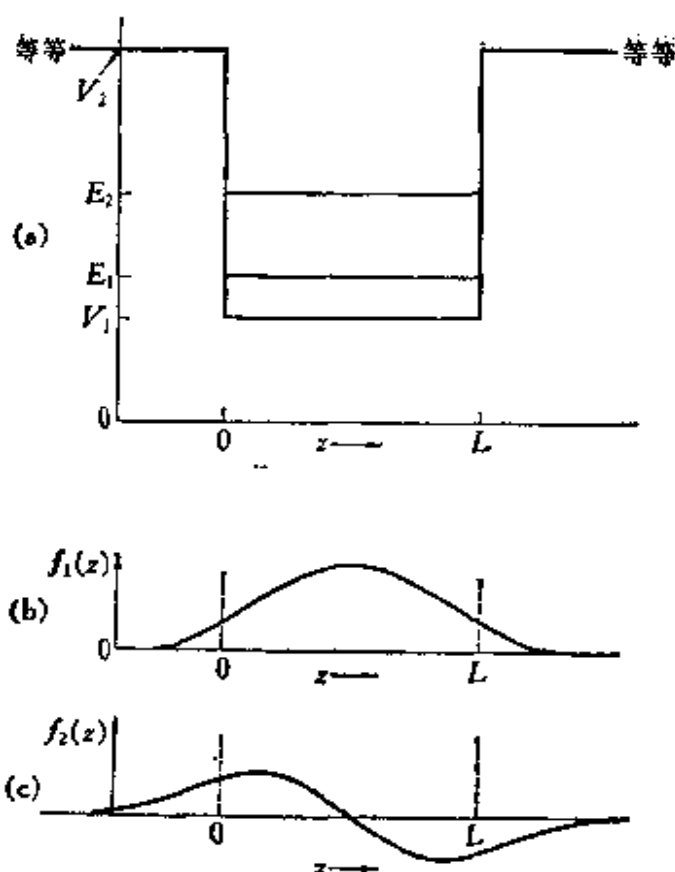 等等
等等
V₂
E₂
(a)
E₁
V₁
0
0 z L
f₁(z)
(b)
0
0 z L
f₂(z)
(c)
0 L
z